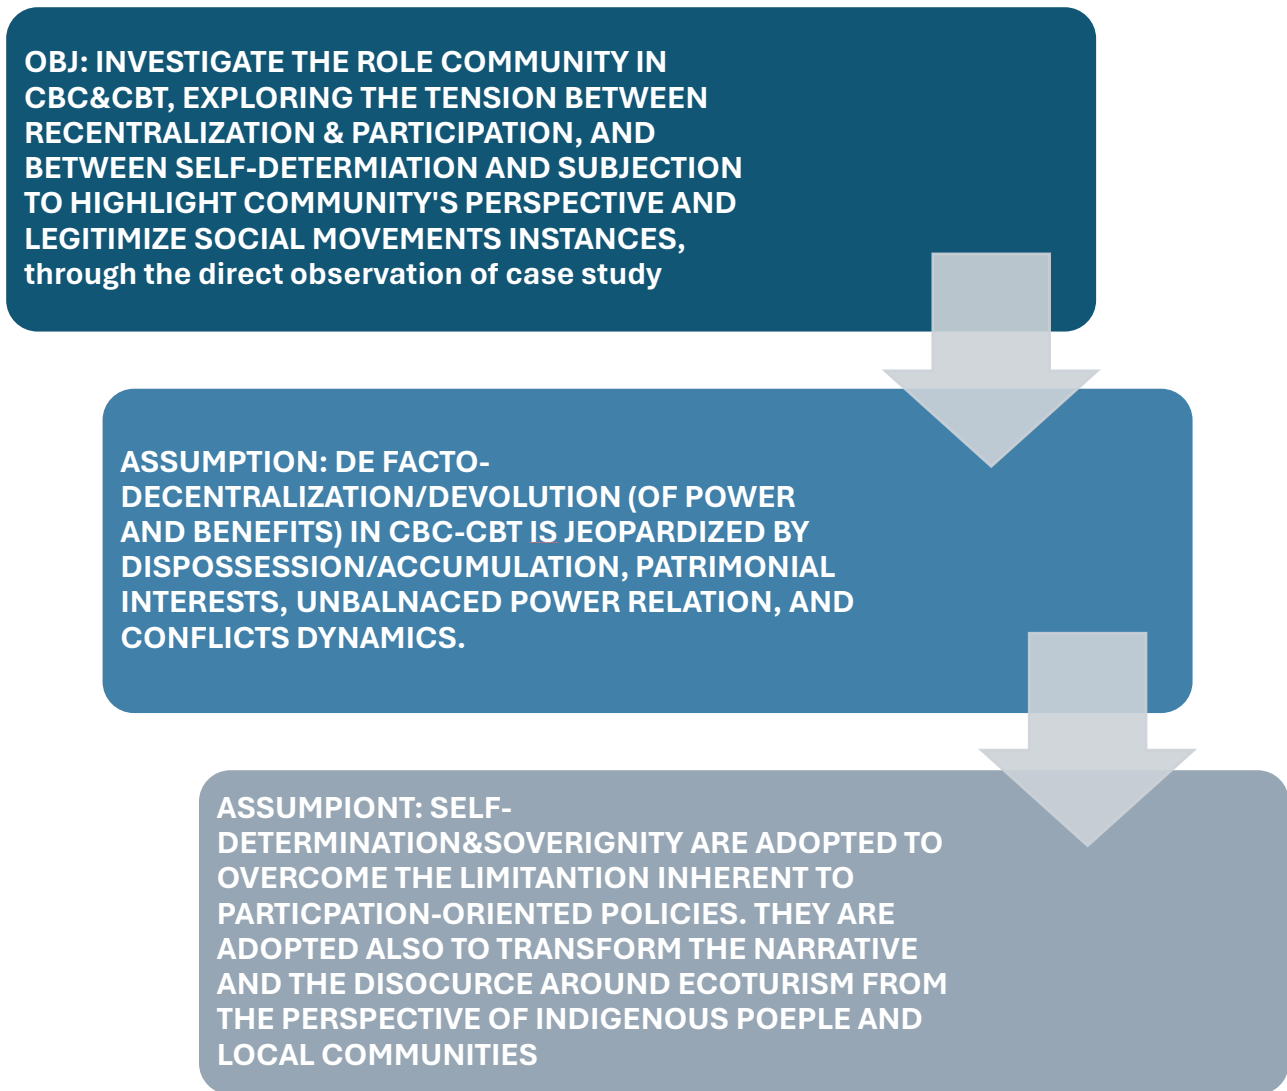 OBJ: INVESTIGATE THE ROLE COMMUNITY IN
CBC&CBT, EXPLORING THE TENSION BETWEEN
RECENTRALIZATION & PARTICIPATION, AND
BETWEEN SELF-DETERMIATION AND SUBJECTION
TO HIGHLIGHT COMMUNITY'S PERSPECTIVE AND
LEGITIMIZE SOCIAL MOVEMENTS INSTANCES,
through the direct observation of case study
ASSUMPTION: DE FACTO-
DECENTRALIZATION/DEVOLUTION (OF POWER
AND BENEFITS) IN CBC-CBT IS JEOPARDIZED BY
DISPOSSESSION/ACCUMULATION, PATRIMONIAL
INTERESTS, UNBALNACED POWER RELATION, AND
CONFLICTS DYNAMICS.
ASSUMPIONT: SELF-
DETERMINATION&SOVERIGNITY ARE ADOPTED TO
OVERCOME THE LIMITANTION INHERENT TO
PARTICPATION-ORIENTED POLICIES. THEY ARE
ADOPTED ALSO TO TRANSFORM THE NARRATIVE
AND THE DISOCURCE AROUND ECOTURISM FROM
THE PERSPECTIVE OF INDIGENOUS POEPLE AND
LOCAL COMMUNITIES